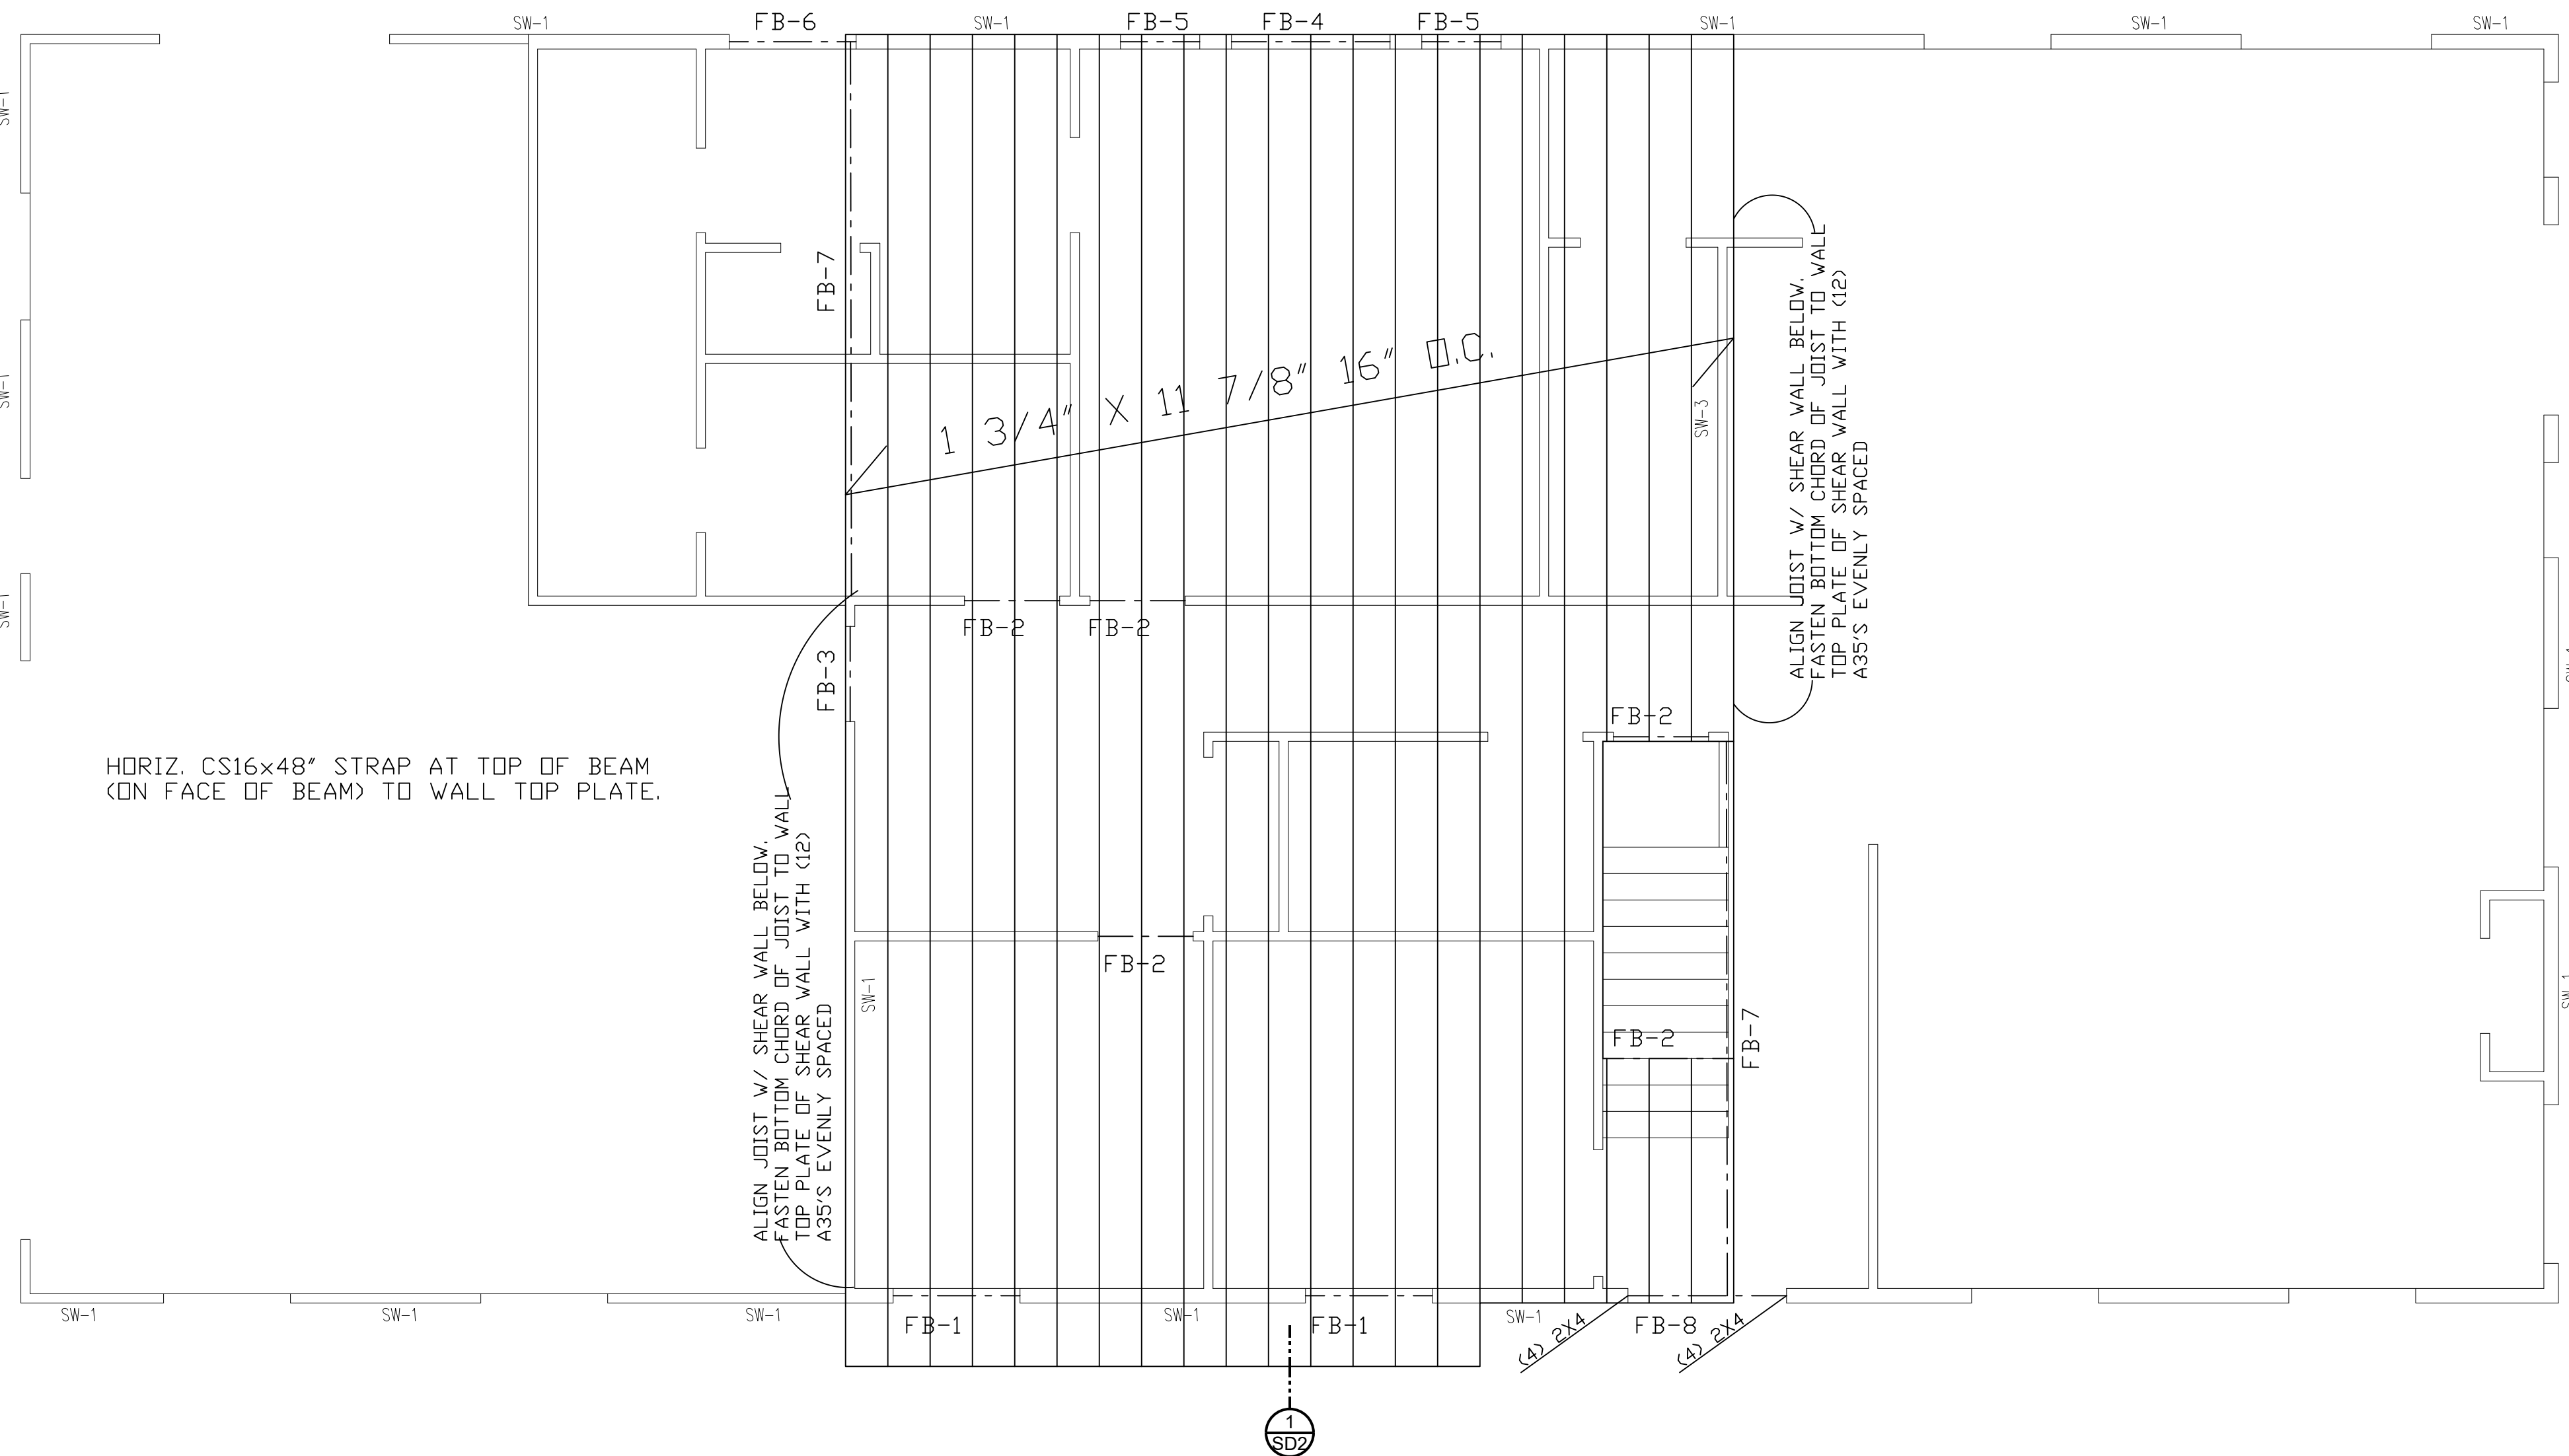 SW-1
FB-6
SW-1
FB-5
FB-4
FB-5
SW-1
SW-1
SW-1
SW-1
SW-1
SW-1
FB-7
1 3/4" X 11 7/8" 16" O.C.
SW-3
ALIGN JOIST W/ SHEAR WALL BELOW.
FASTEN BOTTOM CHORD OF JOIST TO WALL
TOP PLATE OF SHEAR WALL WITH (12)
A35'S EVENLY SPACED
FB-2
FB-2
FB-3
FB-2
SW-1
HORIZ. CS16x48" STRAP AT TOP OF BEAM
(ON FACE OF BEAM) TO WALL TOP PLATE.
ALIGN JOIST W/ SHEAR WALL BELOW.
FASTEN BOTTOM CHORD OF JOIST TO WALL
TOP PLATE OF SHEAR WALL WITH (12)
A35'S EVENLY SPACED
SW-1
FB-2
FB-2
FB-7
SW-1
SW-1
SW-1
SW-1
FB-1
SW-1
FB-1
SW-1
(4) 2X4
FB-8
(4) 2X4
1
SD2